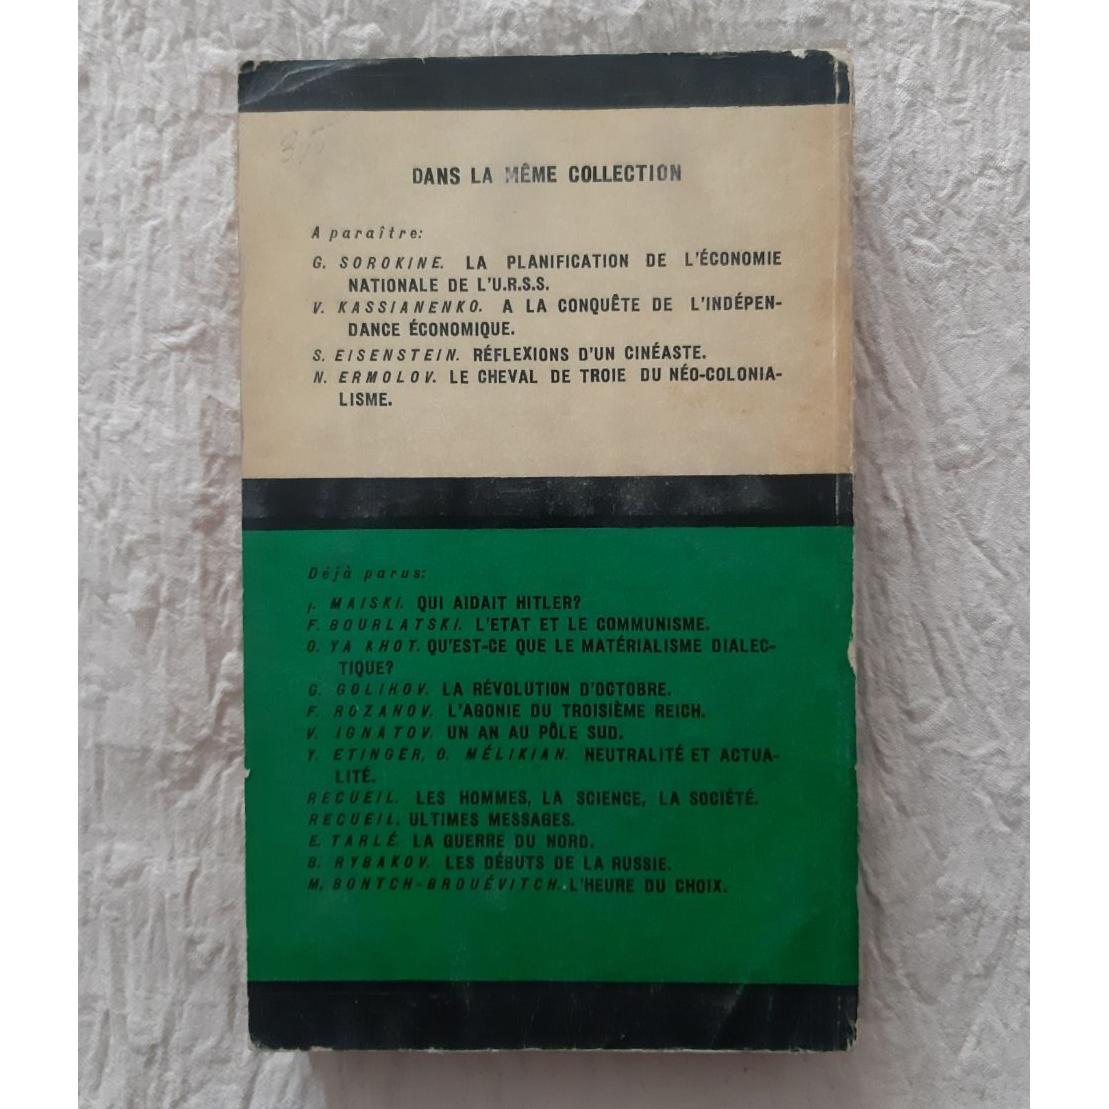 DANS LA MÊME COLLECTION
A paraître:
G. SOROKINE. LA PLANIFICATION DE L'ÉCONOMIE
NATIONALE DE L'U.R.S.S.
V. KASSIANENKO. A LA CONQUÊTE DE L'INDÉPEN-
DANCE ÉCONOMIQUE.
S. EISENSTEIN. RÉFLEXIONS D'UN CINÉASTE.
N. ERMOLOV. LE CHEVAL DE TROIE DU NÉO-COLONIA-
LISME.
Déjà parus:
MAISKI. QUI AIDAIT HITLER?
F. BOURLATSKI. L'ETAT ET LE COMMUNISME.
O. YA KHOT. QU'EST-CE QUE LE MATÉRIALISME DIALEC-
TIQUE?
G. GOLIKOV. LA RÉVOLUTION D'OCTOBRE.
F. ROZANOV. L'AGONIE DU TROISIÈME REICH.
V. IGNATOV. UN AN AU PÔLE SUD.
Y. ETINGER, O. MÉLIKIAN. NEUTRALITÉ ET ACTUA-
LITÉ.
RECUEIL. LES HOMMES, LA SCIENCE, LA SOCIÉTÉ.
RECUEIL. ULTIMES MESSAGES.
E. TARLÉ. LA GUERRE DU NORD.
B. RYBAKOV. LES DÉBUTS DE LA RUSSIE.
M. BONTCH-BROUÉVITCH. L'HEURE DU CHOIX.